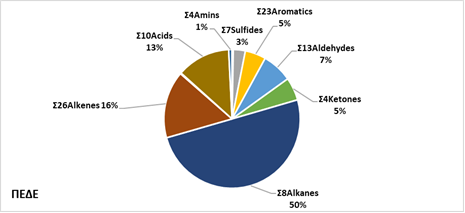 Σ4Amins
1%
Σ7Sulfides
3%
Σ23Aromatics
5%
Σ10Acids
13%
Σ13Aldehydes
7%
Σ4Ketones
5%
Σ26Alkenes 16%
Σ8Alkanes
50%
ΠΕΔΕ